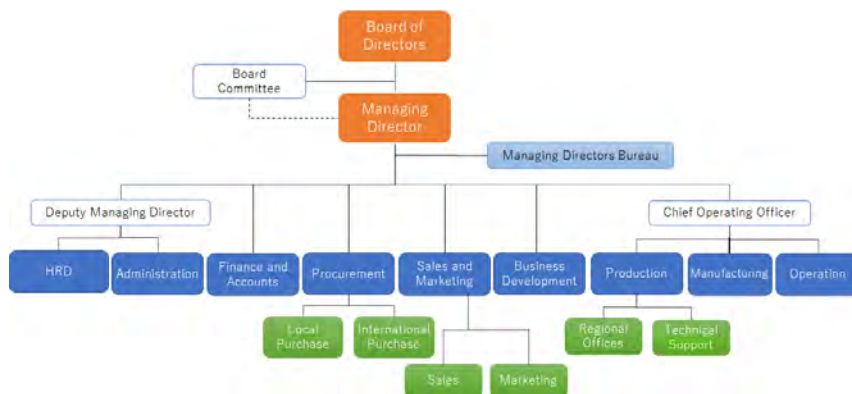 Board of
Directors
Board
Committee
Managing
Director
Managing Directors Bureau
Deputy Managing Director
Chief Operating Officer
HRD
Administration
Finance and
Accounts
Procurement
Sales and
Marketing
Business
Development
Production
Manufacturing
Operation
Local
Purchase
International
Purchase
Regional
Offices
Technical
Support
Sales
Marketing